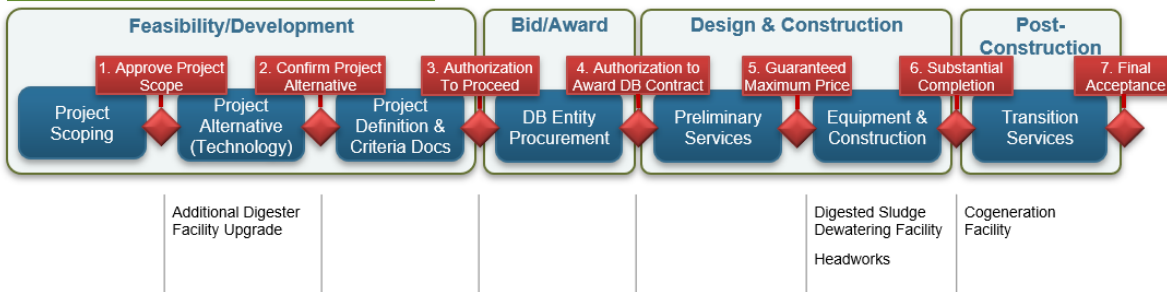 Feasibility/Development
Bid/Award
Design & Construction
Post-
Construction
1. Approve Project
Scope
2. Confirm Project
Alternative
3. Authorization
To Proceed
4. Authorization to
Award DB Contract
5. Guaranteed
Maximum Price
6. Substantial
Completion
7. Final
Acceptance
Project
Scoping
Project
Alternative
(Technology)
Project
Definition &
Criteria Docs
DB Entity
Procurement
Preliminary
Services
Equipment &
Construction
Transition
Services
Additional Digester
Facility Upgrade
Digested Sludge
Dewatering Facility
Headworks
Cogeneration
Facility